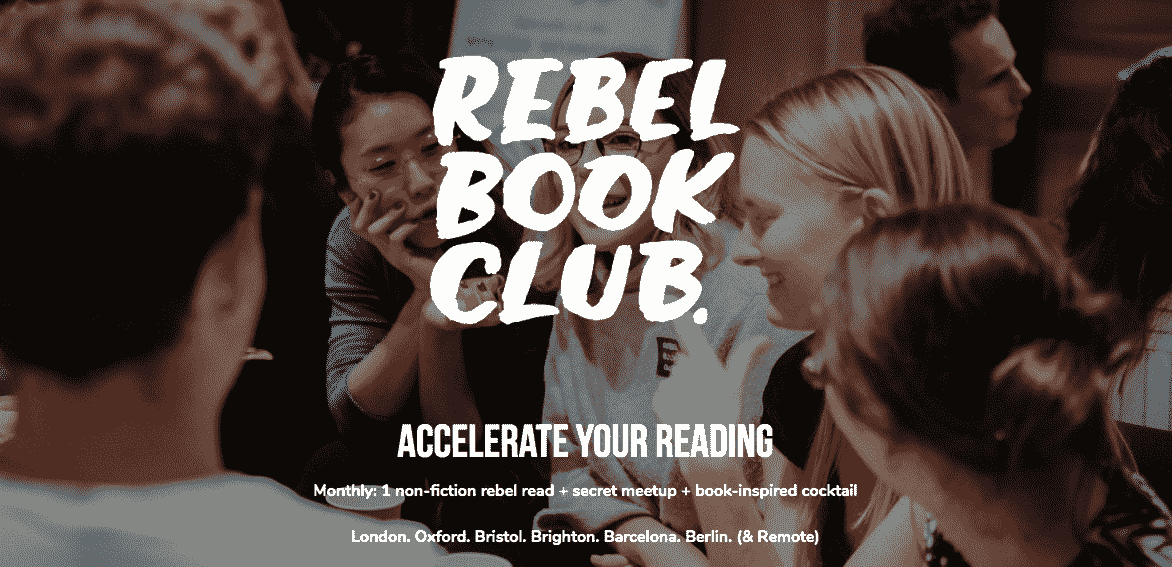 REBEL
BOOK
CLUB.
ACCELERATE YOUR READING
Monthly: 1 non-fiction rebel read + secret meetup + book-inspired cocktail
London. Oxford. Bristol. Brighton. Barcelona. Berlin. (& Remote)